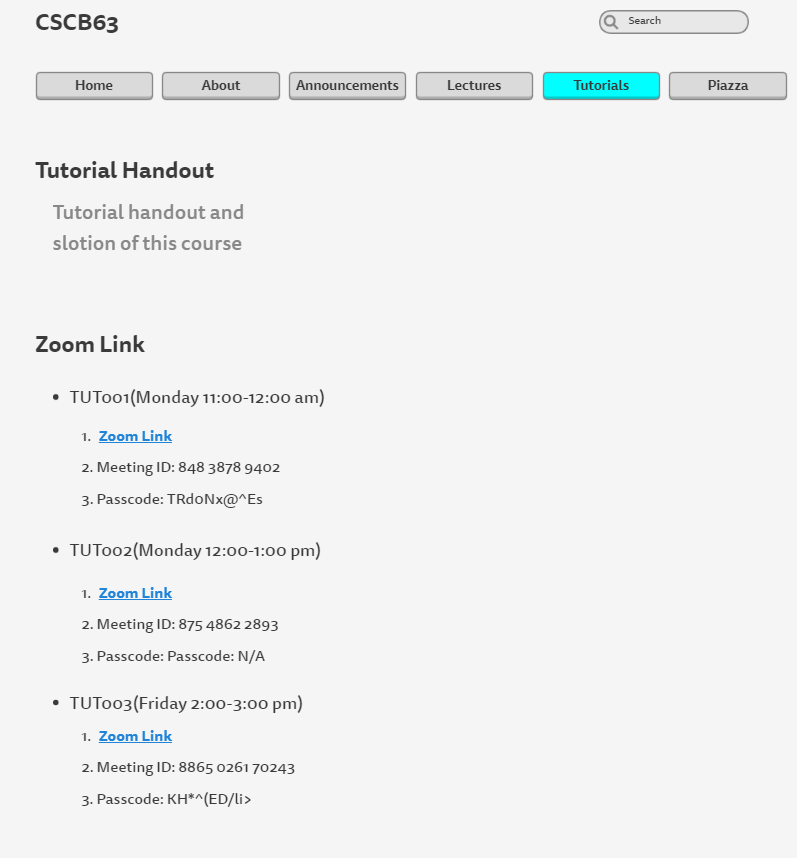 CSCB63
Search
Home About Announcements Lectures Tutorials Piazza
Tutorial Handout
Tutorial handout and
slotion of this course
Zoom Link
• TUT001(Monday 11:00-12:00 am)
1. Zoom Link
2. Meeting ID: 848 3878 9402
3. Passcode: TRd0Nx@^Es
• TUT002(Monday 12:00-1:00 pm)
1. Zoom Link
2. Meeting ID: 875 4862 2893
3. Passcode: Passcode: N/A
• TUT003(Friday 2:00-3:00 pm)
1. Zoom Link
2. Meeting ID: 8865 0261 70243
3. Passcode: KH*^(ED/li>